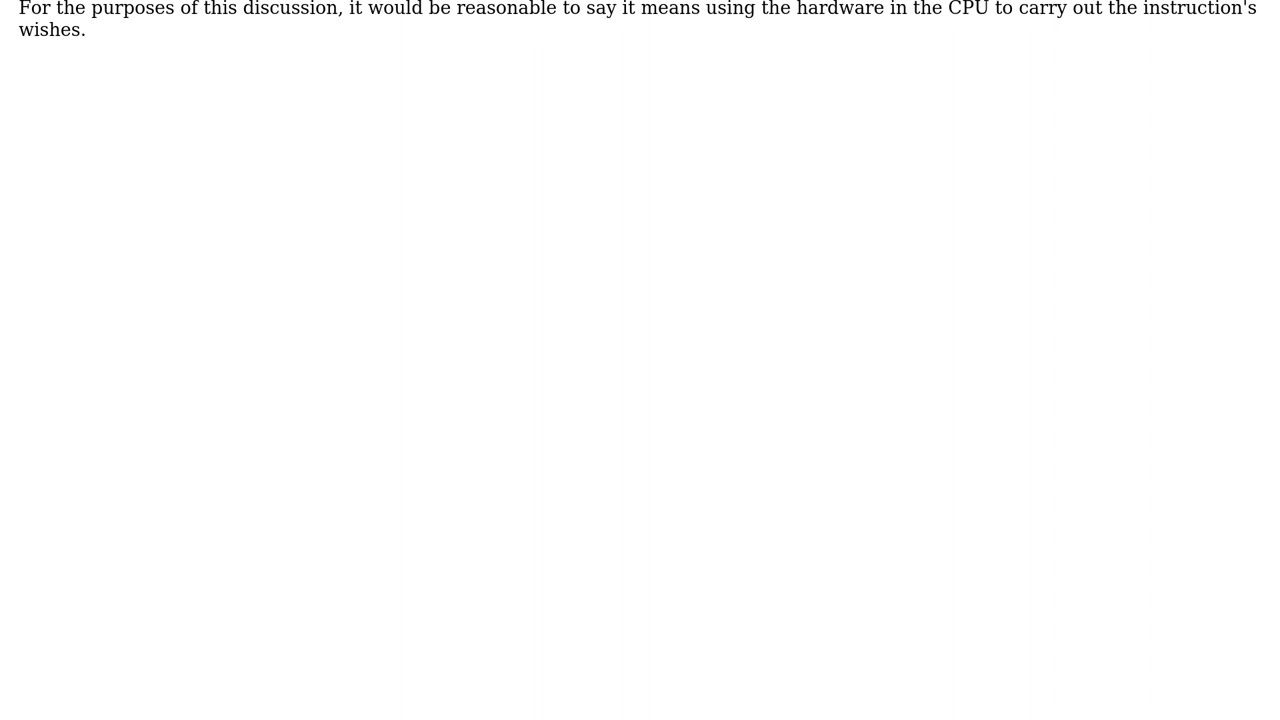 For the purposes of this discussion, it would be reasonable to say it means using the hardware in the CPU to carry out the instruction's
wishes.